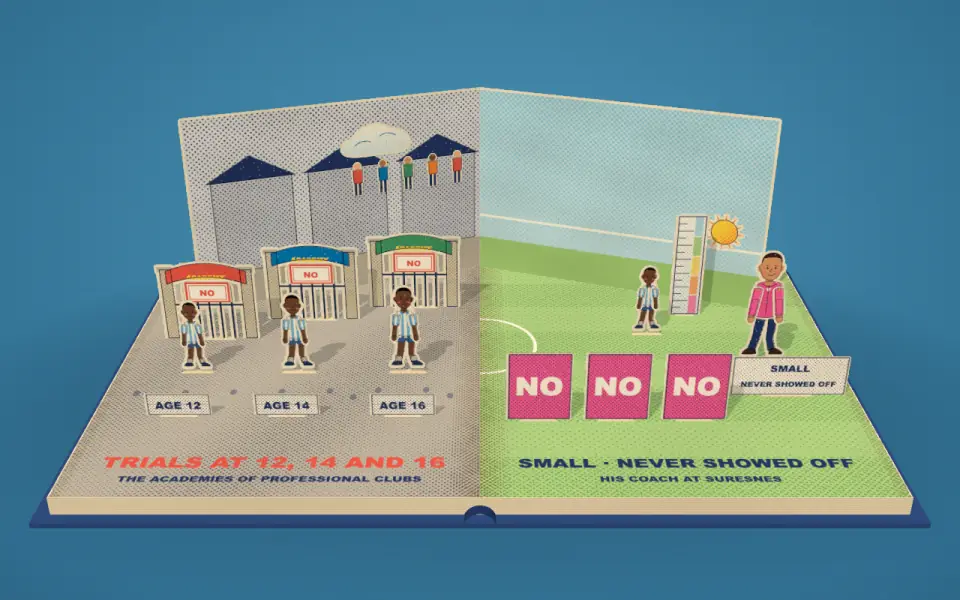 NO
NO
NO
AGE 12
AGE 14
AGE 16
TRIALS AT 12, 14 AND 16
THE ACADEMIES OF PROFESSIONAL CLUBS
NO
NO
NO
SMALL
NEVER SHOWED OFF
SMALL · NEVER SHOWED OFF
HIS COACH AT SURESNES